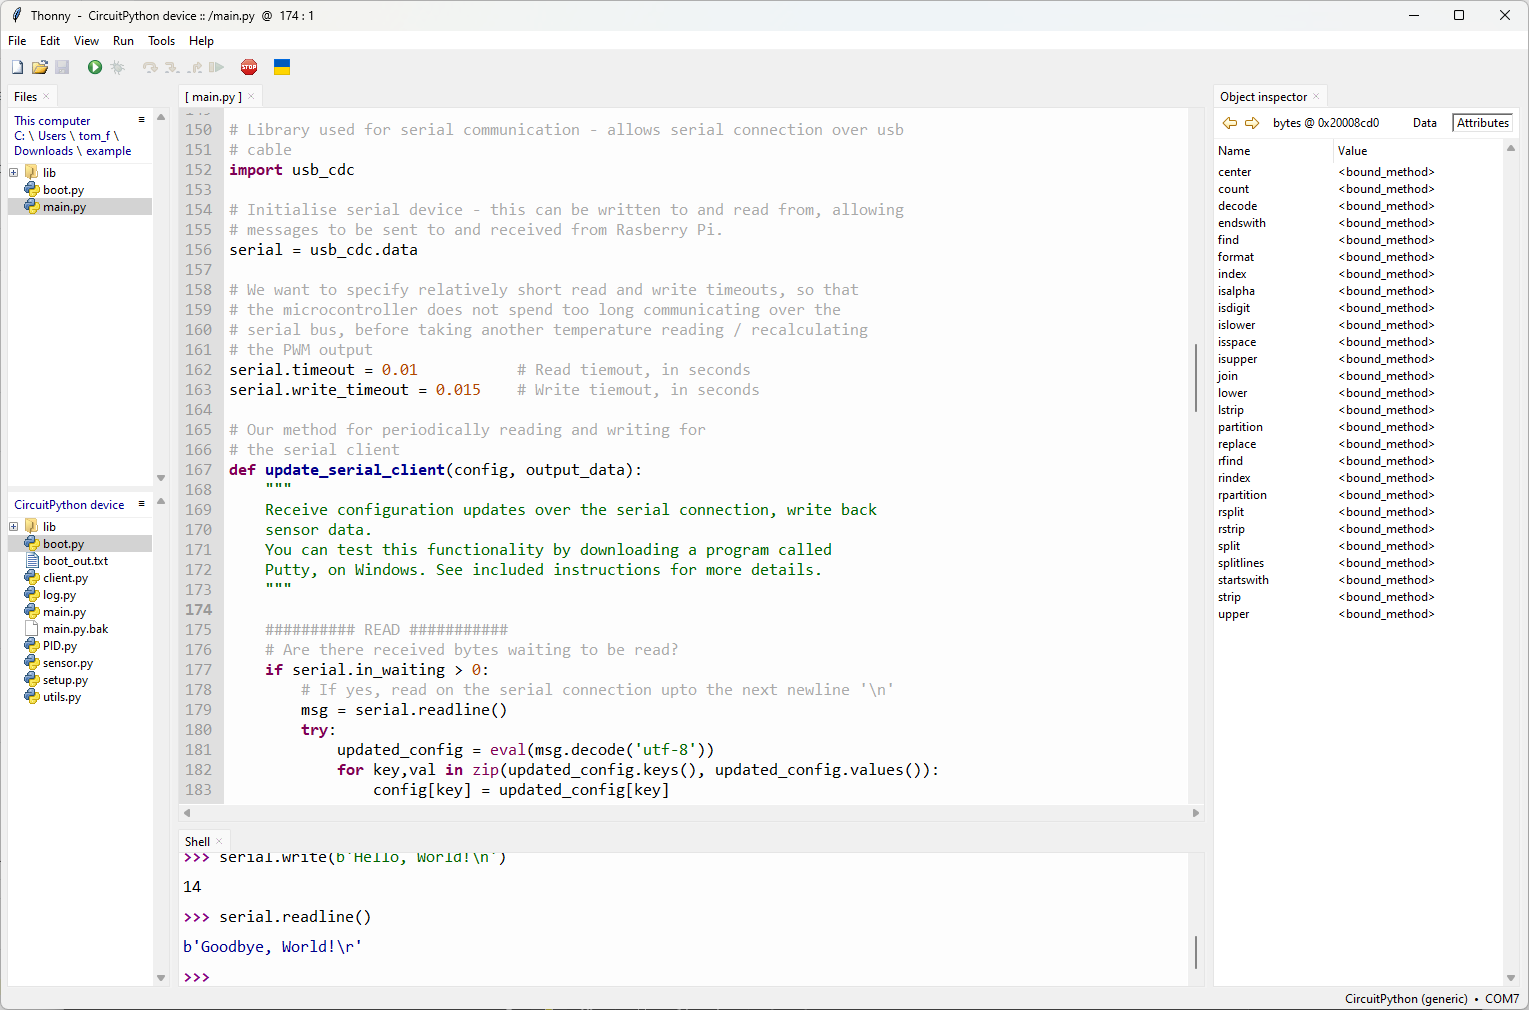 Thonny - CircuitPython device :: /main.py @ 174 : 1
File Edit View Run Tools Help
STOP
Files
This computer
C: \ Users \ tom_f \
Downloads \ example
lib
boot.py
main.py
CircuitPython device
lib
boot.py
boot_out.txt
client.py
log.py
main.py
main.py.bak
PID.py
sensor.py
setup.py
utils.py
[ main.py ]
149
150 # Library used for serial communication - allows serial connection over usb
151 # cable
152 import usb_cdc
153
154 # Initialise serial device - this can be written to and read from, allowing
155 # messages to be sent to and received from Rasberry Pi.
156 serial = usb_cdc.data
157
158 # We want to specify relatively short read and write timeouts, so that
159 # the microcontroller does not spend too long communicating over the
160 # serial bus, before taking another temperature reading / recalculating
161 # the PWM output
162 serial.timeout = 0.01 # Read tiemout, in seconds
163 serial.write_timeout = 0.015 # Write tiemout, in seconds
164
165 # Our method for periodically reading and writing for
166 # the serial client
167 def update_serial_client(config, output_data):
168 """
169 Receive configuration updates over the serial connection, write back
170 sensor data.
171 You can test this functionality by downloading a program called
172 Putty, on Windows. See included instructions for more details.
173 """
174
175 ########## READ ###########
176 # Are there received bytes waiting to be read?
177 if serial.in_waiting > 0:
178 # If yes, read on the serial connection upto the next newline '\n'
179 msg = serial.readline()
180 try:
181 updated_config = eval(msg.decode('utf-8'))
182 for key,val in zip(updated_config.keys(), updated_config.values()):
183 config[key] = updated_config[key]
Shell
>>> serial.write(b'Hello, World!\n')
14
>>> serial.readline()
b'Goodbye, World!\r'
>>>
Object inspector
bytes @ 0x20008cd0 Data Attributes
Name Value
center <bound_method>
count <bound_method>
decode <bound_method>
endswith <bound_method>
find <bound_method>
format <bound_method>
index <bound_method>
isalpha <bound_method>
isdigit <bound_method>
islower <bound_method>
isspace <bound_method>
isupper <bound_method>
join <bound_method>
lower <bound_method>
lstrip <bound_method>
partition <bound_method>
replace <bound_method>
rfind <bound_method>
rindex <bound_method>
rpartition <bound_method>
rsplit <bound_method>
rstrip <bound_method>
split <bound_method>
splitlines <bound_method>
startswith <bound_method>
strip <bound_method>
upper <bound_method>
CircuitPython (generic) • COM7